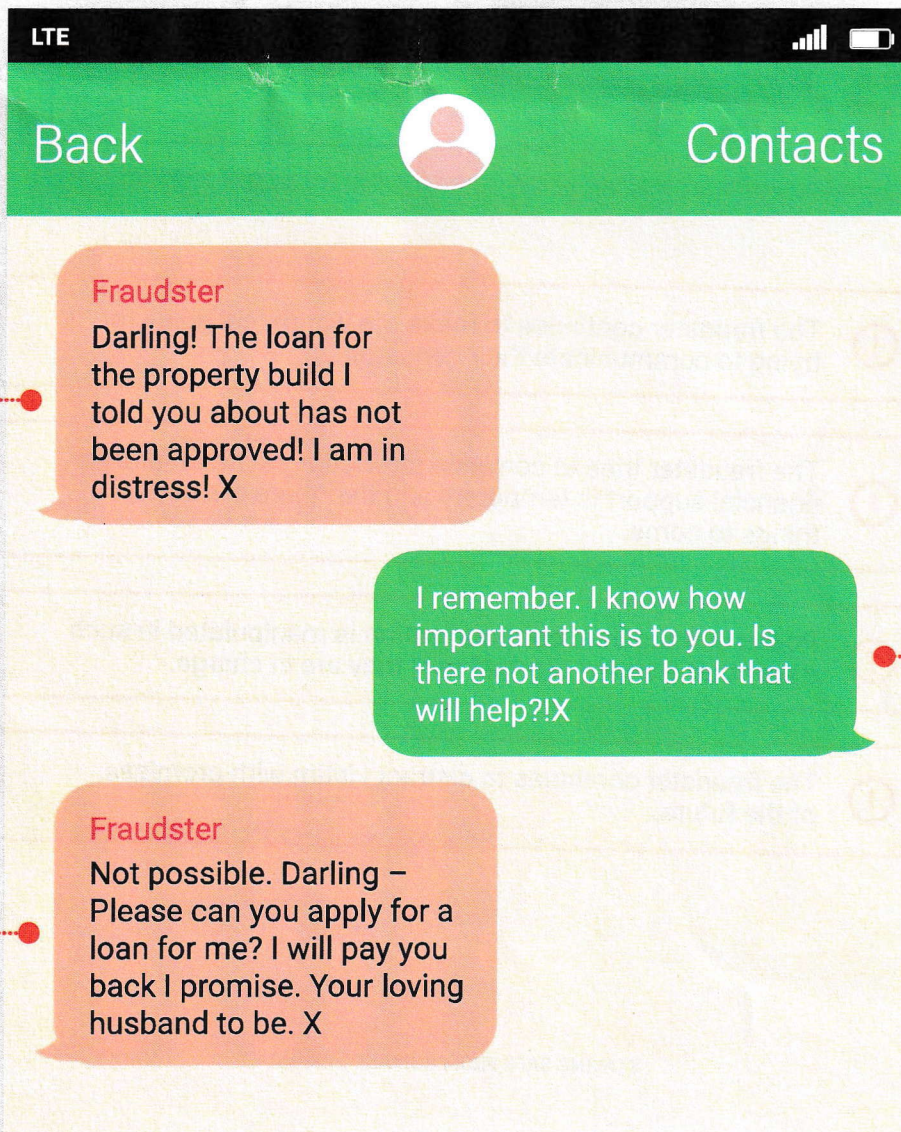 LTE
Back
Contacts
Fraudster
Darling! The loan for
the property build I
told you about has not
been approved! I am in
distress! X
I remember. I know how
important this is to you. Is
there not another bank that
will help?!X
Fraudster
Not possible. Darling –
Please can you apply for a
loan for me? I will pay you
back I promise. Your loving
husband to be. X